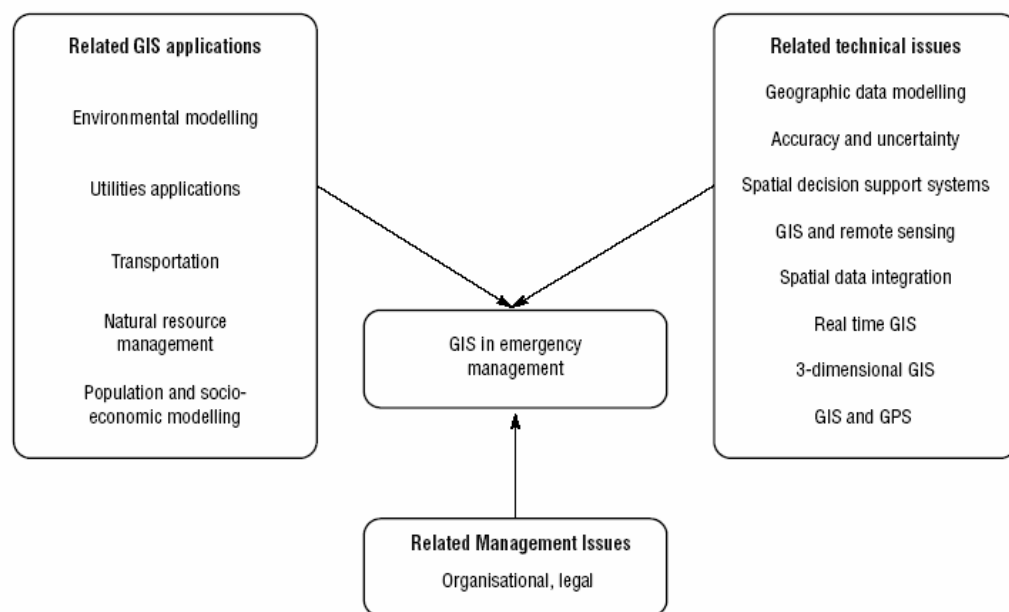 Related GIS applications
Environmental modelling
Utilities applications
Transportation
Natural resource
management
Population and socio-
economic modelling
Related technical issues
Geographic data modelling
Accuracy and uncertainty
Spatial decision support systems
GIS and remote sensing
Spatial data integration
Real time GIS
3-dimensional GIS
GIS and GPS
GIS in emergency
management
Related Management Issues
Organisational, legal